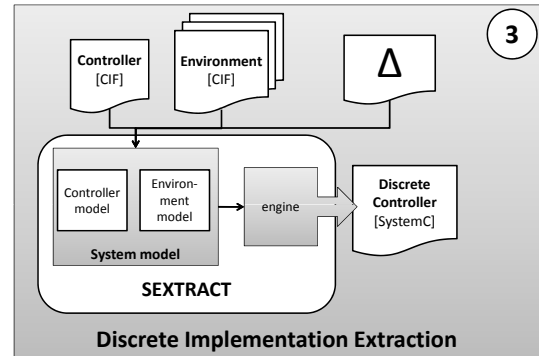 3
Controller
[CIF]
Environment
[CIF]
Δ
Controller
model
Environ-
ment
model
System model
engine
Discrete
Controller
[SystemC]
SEXTRACT
Discrete Implementation Extraction